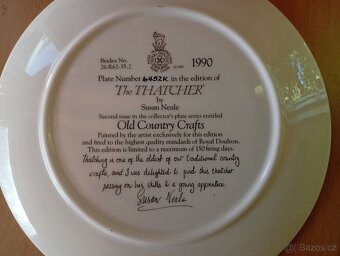 Bradex No.
26-R62-35.2
1990
Plate Number 6452K in the edition of
The THATCHER
by
Susan Neale
Second issue in the collector's plate series entitled
Old Country Crafts
Painted by the artist exclusively for this edition
and fired to the highest quality standards of Royal Doulton.
This edition is limited to a maximum of 150 firing days.
Thatching is one of the oldest of our traditional country
crafts, and I was delighted to find this thatcher
passing on his skills to a young apprentice.
Susan Neale
Bazoš.cz